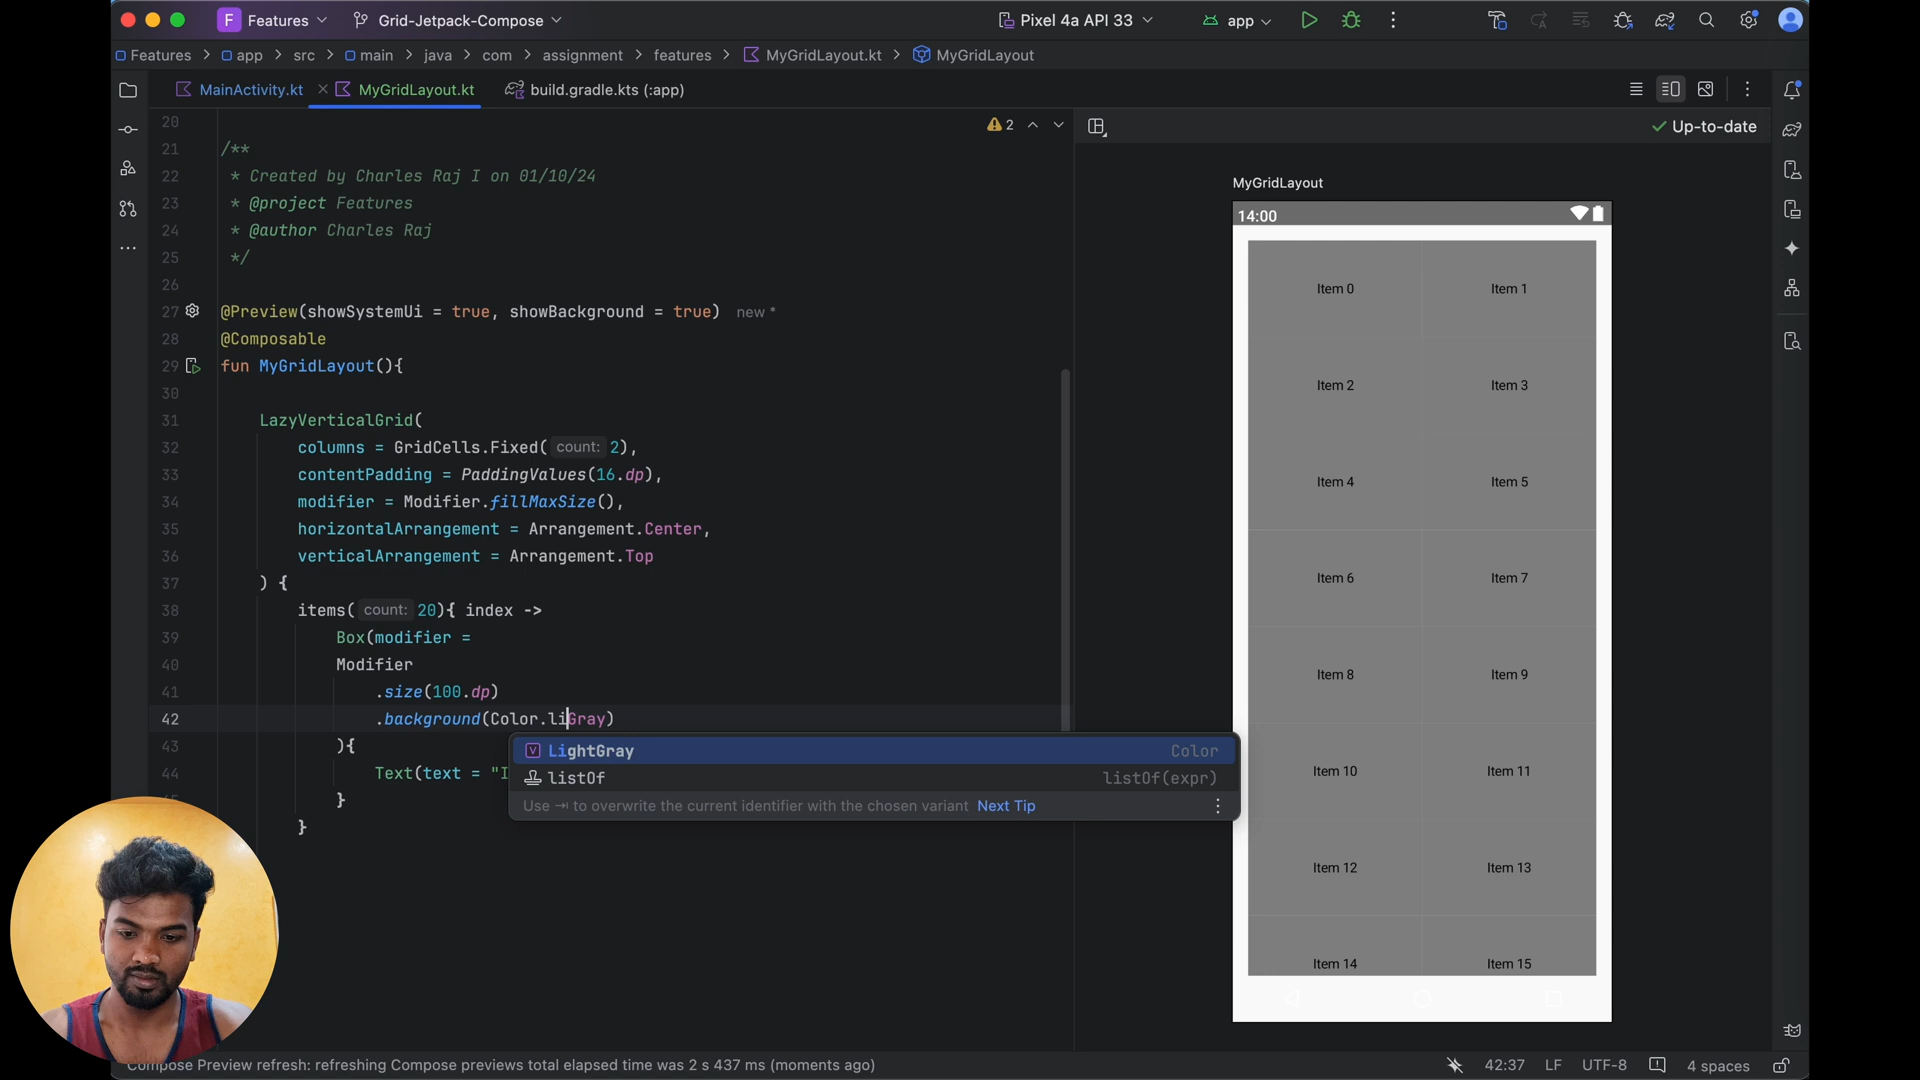 F Features Grid-Jetpack-Compose Pixel 4a API 33 app
Features app src main java com assignment features MyGridLayout.kt MyGridLayout
MainActivity.kt MyGridLayout.kt build.gradle.kts (:app)
20 2 Up-to-date
21 /**
22 * Created by Charles Raj I on 01/10/24
23 * @project Features
24 * @author Charles Raj
25 */
26
27 @Preview(showSystemUi = true, showBackground = true) new *
28 @Composable
29 fun MyGridLayout(){
30
31 LazyVerticalGrid(
32 columns = GridCells.Fixed( count: 2),
33 contentPadding = PaddingValues(16.dp),
34 modifier = Modifier.fillMaxSize(),
35 horizontalArrangement = Arrangement.Center,
36 verticalArrangement = Arrangement.Top
37 ) {
38 items( count: 20){ index ->
39 Box(modifier =
40 Modifier
41 .size(100.dp)
42 .background(Color.liGray)
43 ){
44 Text(text = "I
}
}
V LightGray Color
listOf listOf(expr)
Use ⇥ to overwrite the current identifier with the chosen variant Next Tip
MyGridLayout
14:00
Item 0 Item 1
Item 2 Item 3
Item 4 Item 5
Item 6 Item 7
Item 8 Item 9
Item 10 Item 11
Item 12 Item 13
Item 14 Item 15
Compose Preview refresh: refreshing Compose previews total elapsed time was 2 s 437 ms (moments ago) 42:37 LF UTF-8 4 spaces